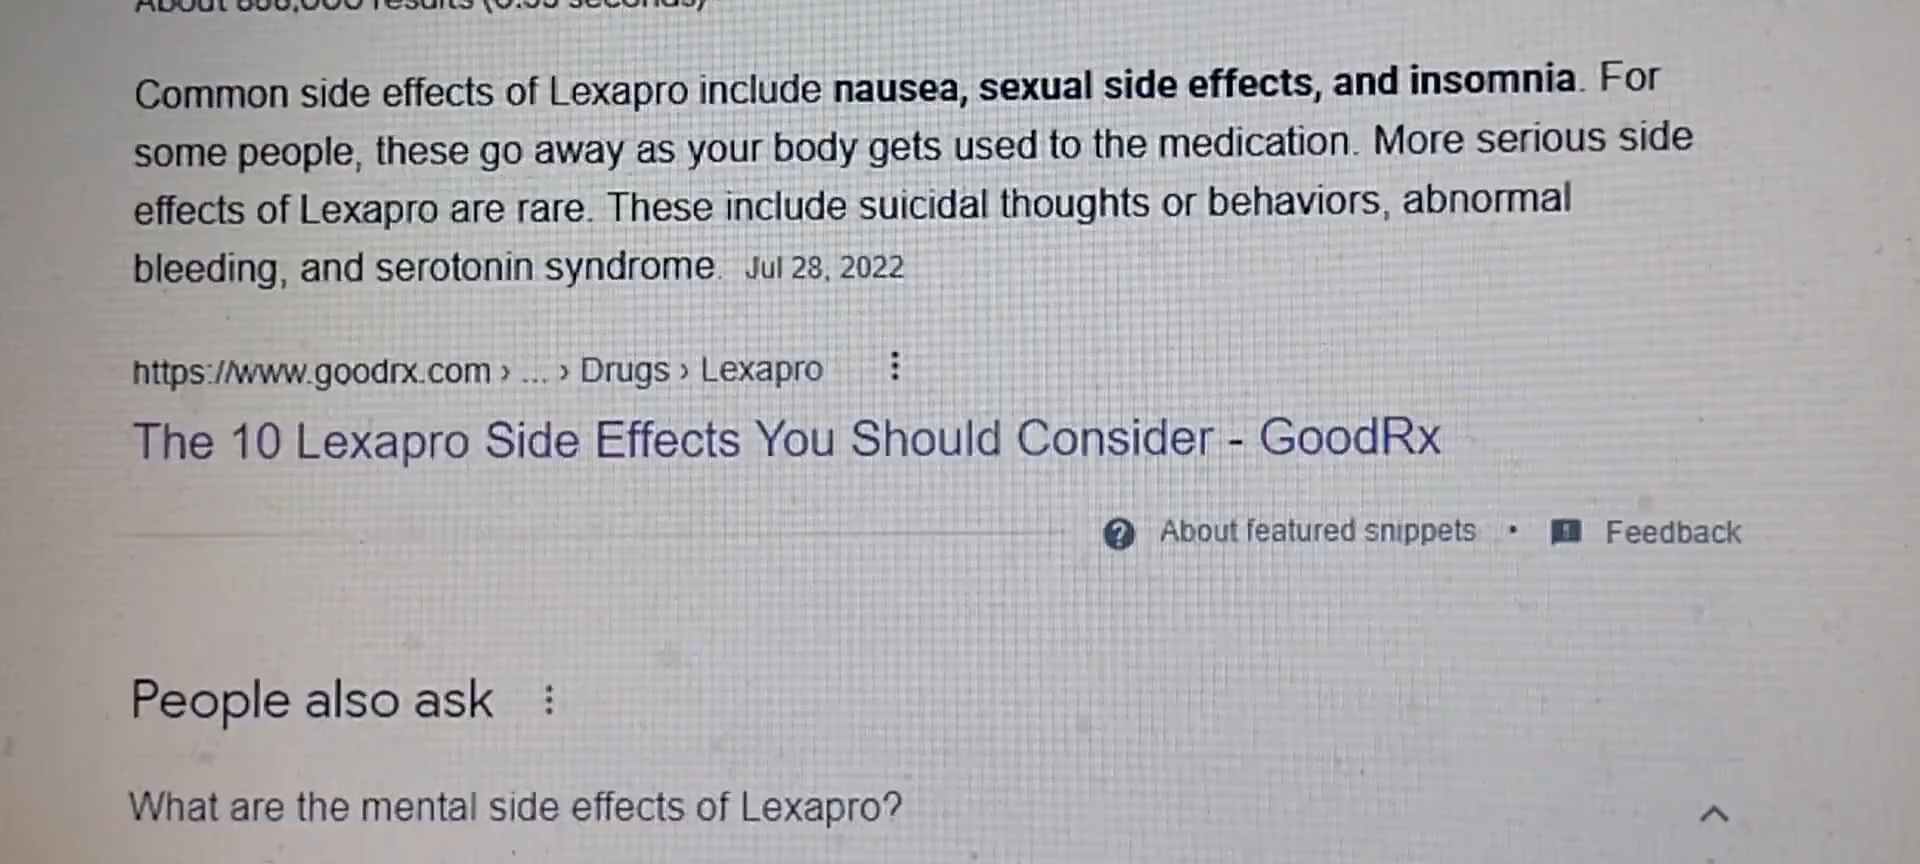 Common side effects of Lexapro include nausea, sexual side effects, and insomnia. For
some people, these go away as your body gets used to the medication. More serious side
effects of Lexapro are rare. These include suicidal thoughts or behaviors, abnormal
bleeding, and serotonin syndrome. Jul 28, 2022
https://www.goodrx.com › ... › Drugs › Lexapro
The 10 Lexapro Side Effects You Should Consider - GoodRx
About featured snippets • Feedback
People also ask
What are the mental side effects of Lexapro?